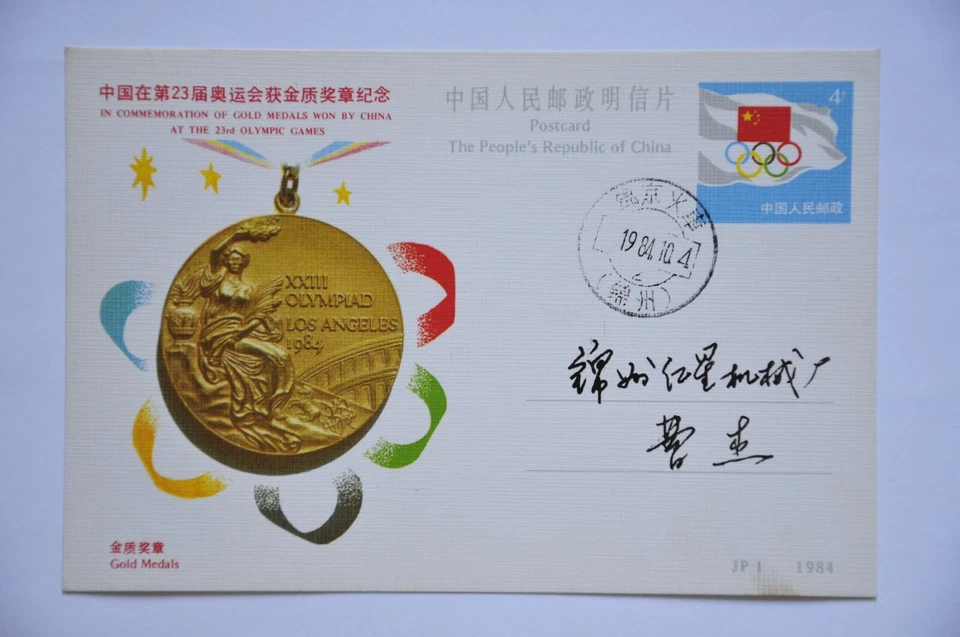 中国在第23届奥运会获金质奖章纪念
IN COMMEMORATION OF GOLD MEDALS WON BY CHINA
AT THE 23rd OLYMPIC GAMES
中国人民邮政明信片
Postcard
The People's Republic of China
4
中国人民邮政
1984.10.4
(锦州)
XXIII
OLYMPIAD
LOS ANGELES
1984
锦州红星机械厂
曹杰
金质奖章
Gold Medals
JP 1 1984